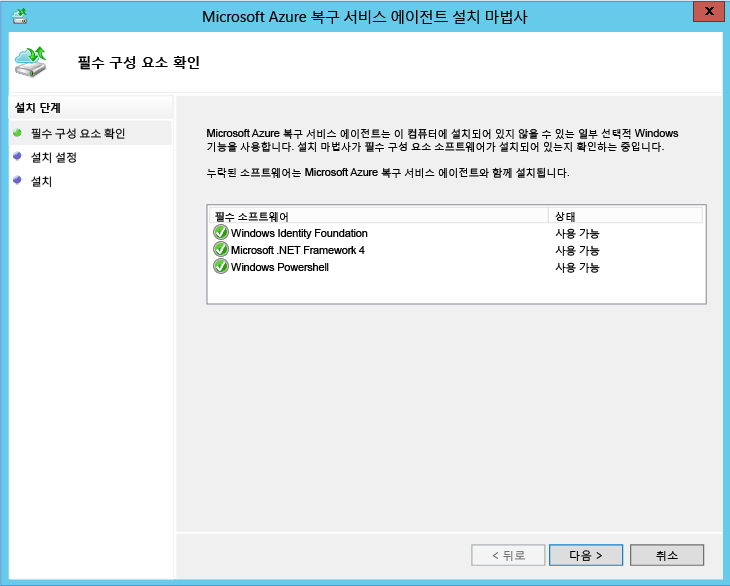 Microsoft Azure 복구 서비스 에이전트 설치 마법사
x
필수 구성 요소 확인
설치 단계
필수 구성 요소 확인
설치 설정
설치
Microsoft Azure 복구 서비스 에이전트는 이 컴퓨터에 설치되어 있지 않을 수 있는 일부 선택적 Windows
기능을 사용합니다. 설치 마법사가 필수 구성 요소 소프트웨어가 설치되어 있는지 확인하는 중입니다.
누락된 소프트웨어는 Microsoft Azure 복구 서비스 에이전트와 함께 설치됩니다.
필수 소프트웨어 상태
Windows Identity Foundation 사용 가능
Microsoft .NET Framework 4 사용 가능
Windows Powershell 사용 가능
< 뒤로 다음 > 취소